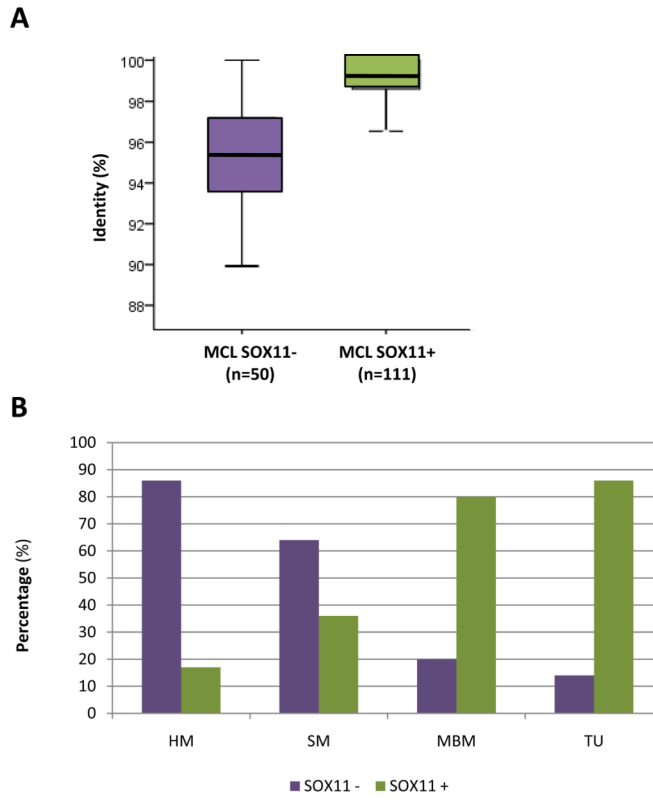 A
100
98
96
94
92
90
88
Identity (%)
MCL SOX11-
(n=50)
MCL SOX11+
(n=111)
B
100
90
80
70
60
50
40
30
20
10
0
Percentage (%)
HM SM MBM TU
SOX11 - SOX11 +